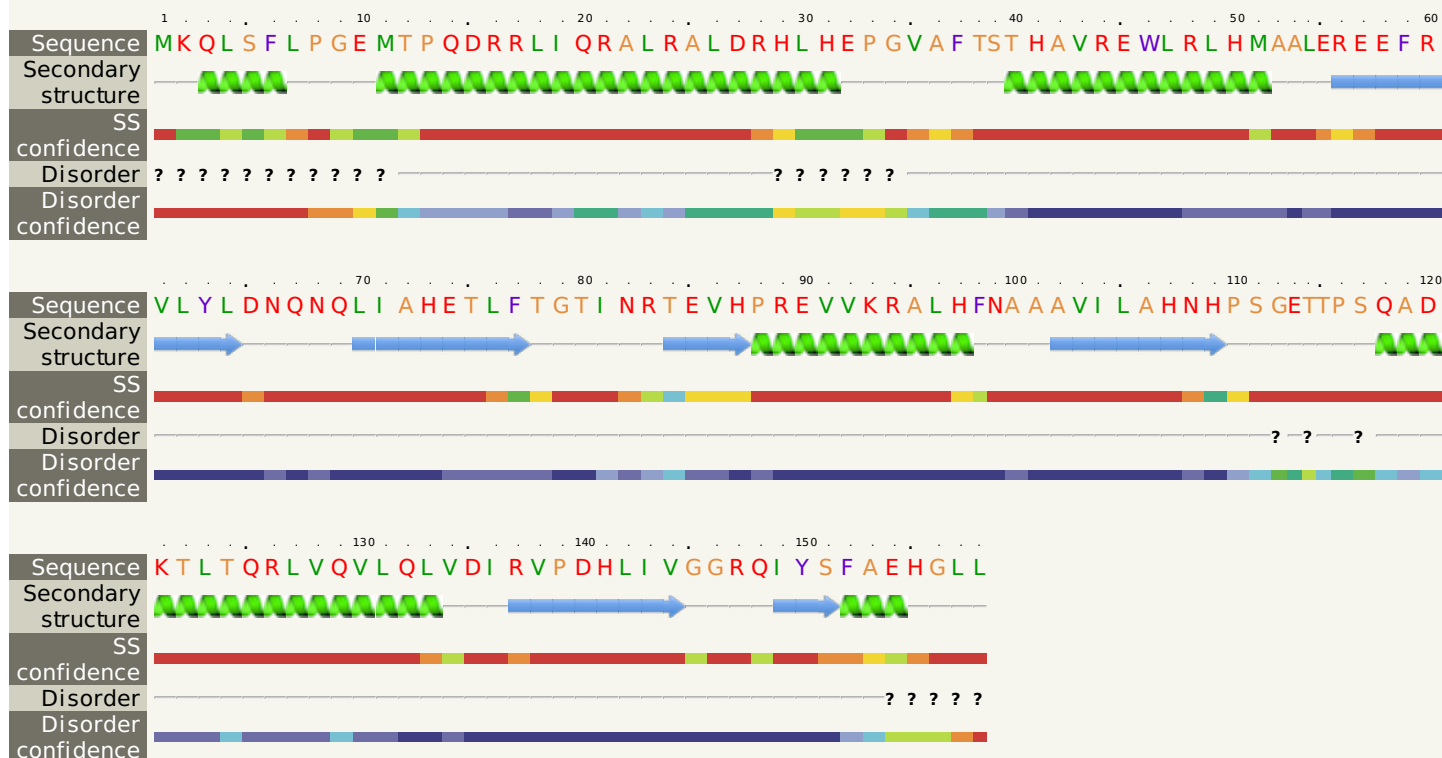 1 10 20 30 40 50 60
Sequence MKQLSFLPGEMTPQDRRLIQRALRALDRHLHEPGVAFTSTHAVREWLRLHMAALEREEFR
Secondary
structure
SS
confidence
Disorder ? ? ? ? ? ? ? ? ? ? ? ? ? ? ? ? ?
Disorder
confidence
70 80 90 100 110 120
Sequence VLYLDNQNQLIAHETLFTGTINRTEVHPREVVKRALHFNAAAVILAHNHPSGETTPSQAD
Secondary
structure
SS
confidence
Disorder ? ? ?
Disorder
confidence
130 140 150
Sequence KTLTQRLVQVLQLVDIRVPDHLIVGGRQIYSFAEHGLL
Secondary
structure
SS
confidence
Disorder ? ? ? ? ?
Disorder
confidence